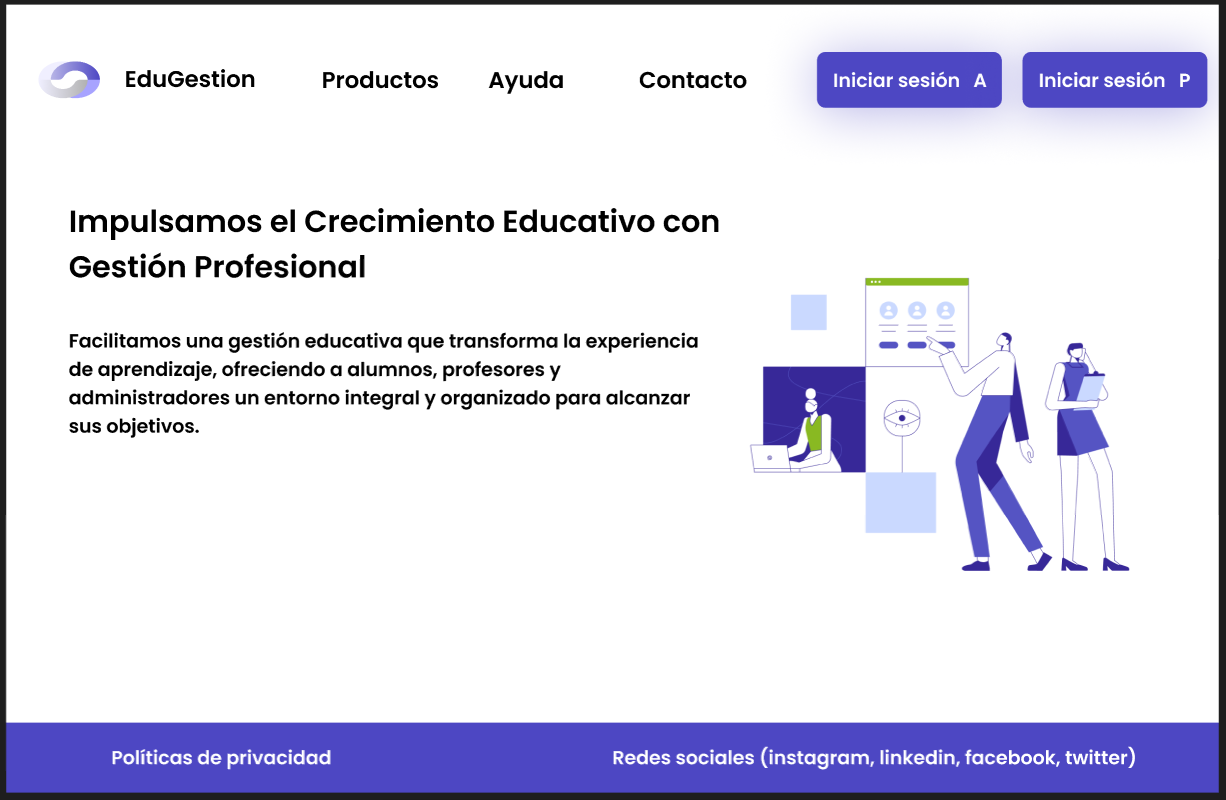 EduGestion
Productos
Ayuda
Contacto
Iniciar sesión A
Iniciar sesión P
Impulsamos el Crecimiento Educativo con
Gestión Profesional
Facilitamos una gestión educativa que transforma la experiencia
de aprendizaje, ofreciendo a alumnos, profesores y
administradores un entorno integral y organizado para alcanzar
sus objetivos.
Políticas de privacidad
Redes sociales (instagram, linkedin, facebook, twitter)